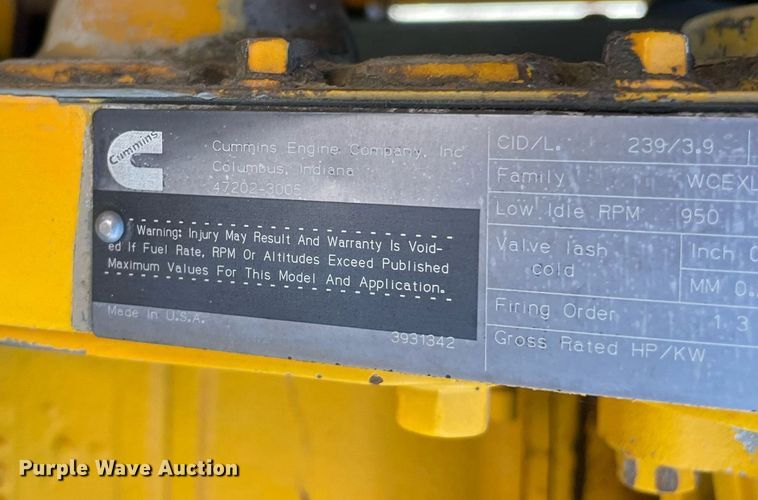 Cummins
Cummins Engine Company, Inc
Columbus, Indiana
47202-3005
Warning: Injury May Result And Warranty Is Void-
ed If Fuel Rate, RPM Or Altitudes Exceed Published
Maximum Values For This Model And Application.
Made In U.S.A.
3931342
CID/L. 239/3.9
Family WCEXL
Low Idle RPM 950
Valve lash Inch 0
cold MM 0.
Firing Order 1 3
Gross Rated HP/KW
Purple Wave Auction